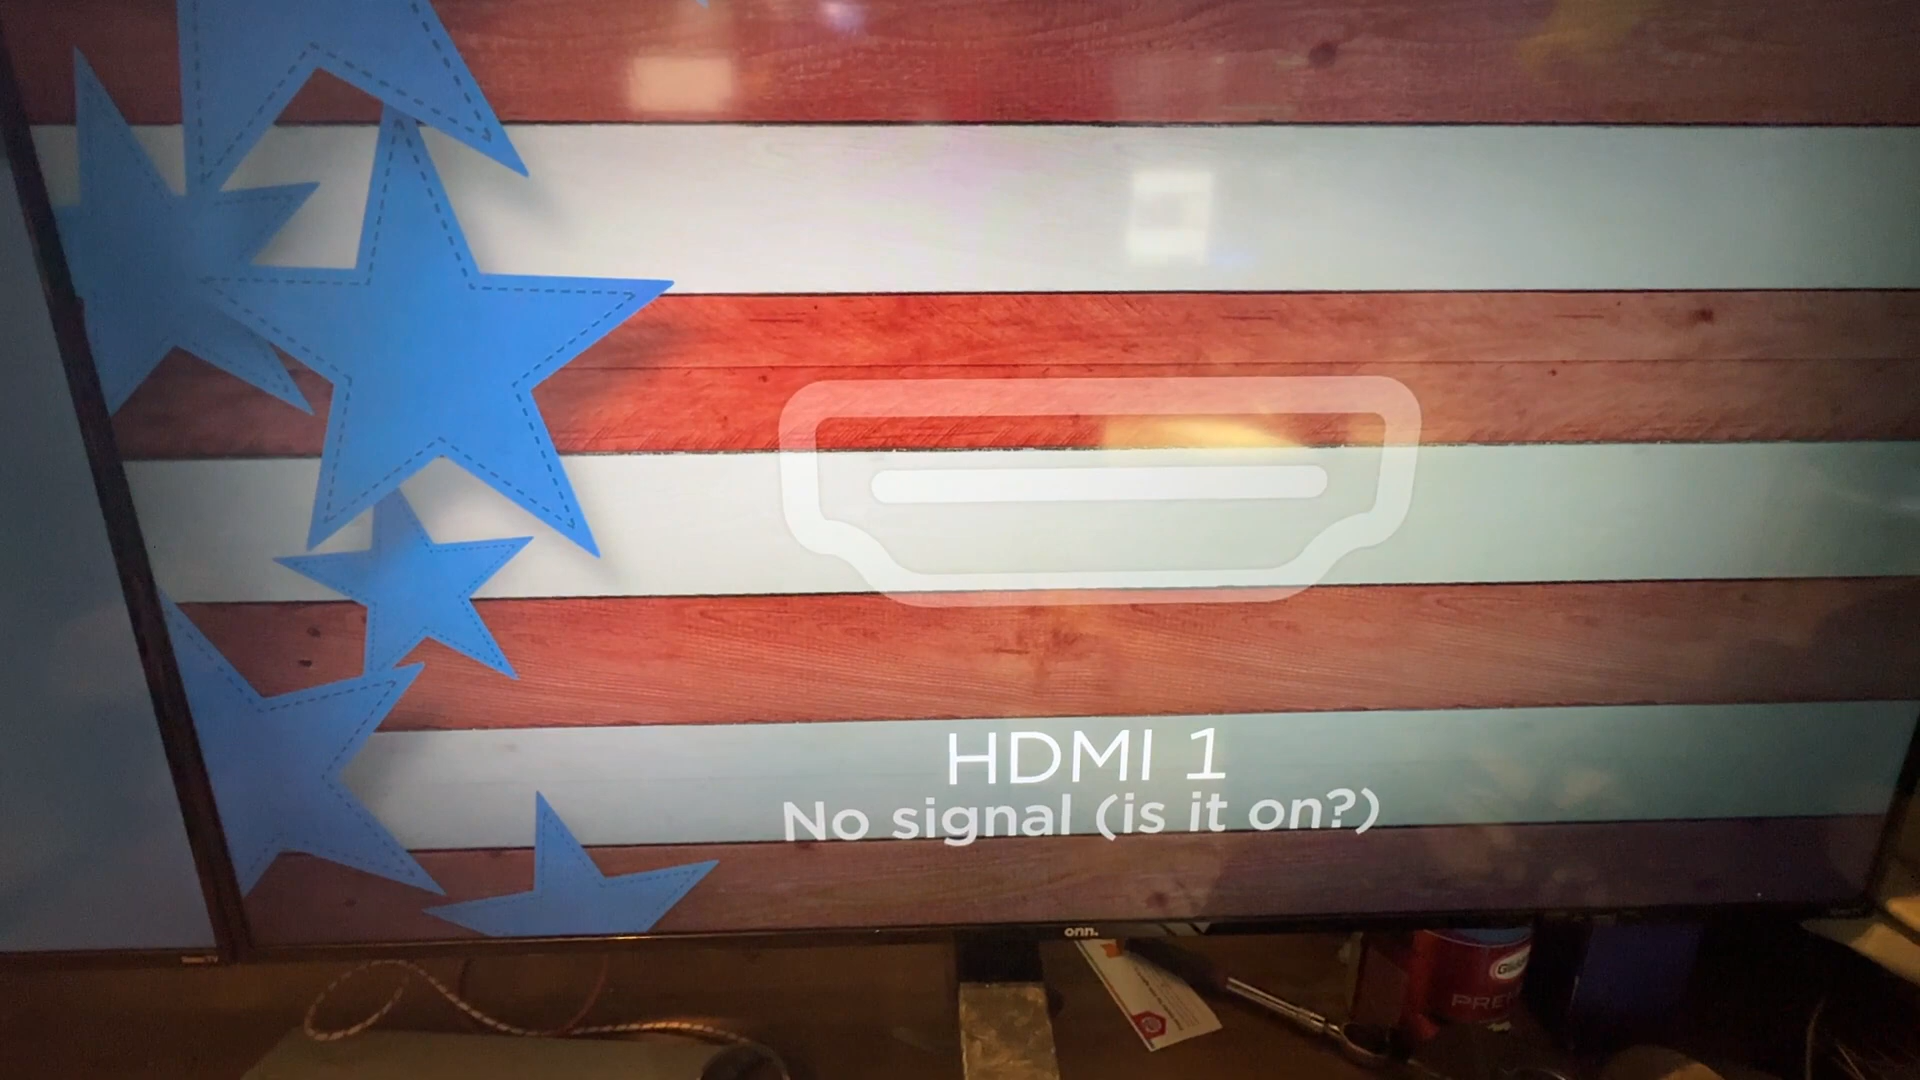 HDMI 1
No signal (is it on?)
onn.